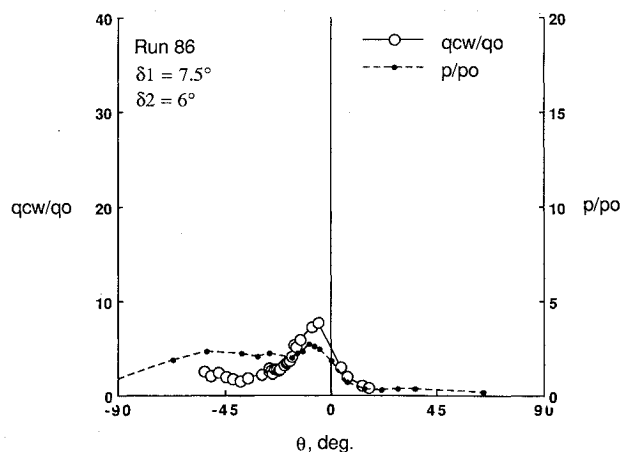 40
30
20
10
0
qcw/qo
Run 86
δ1 = 7.5°
δ2 = 6°
qcw/qo
p/po
20
15
10
5
0
p/po
-90
-45
0
45
90
θ, deg.